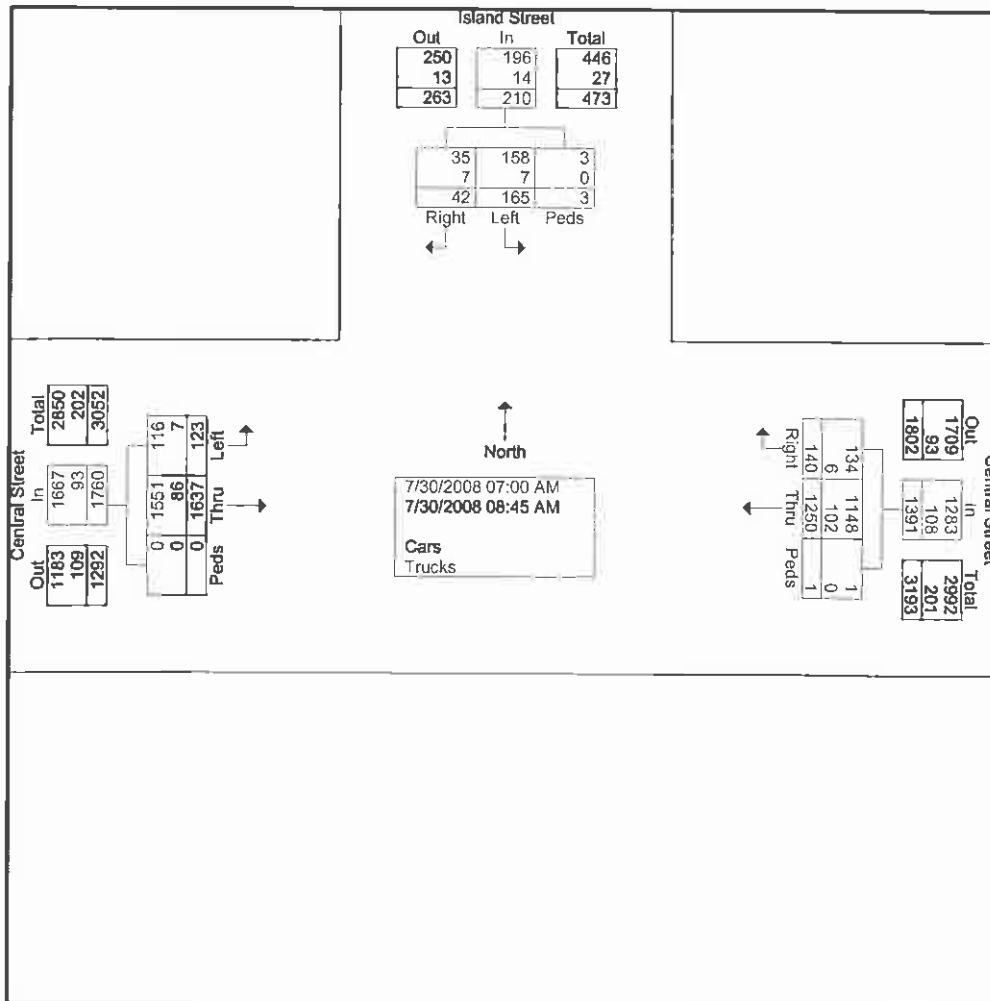 Island Street
Out In Total
250 196 446
13 14 27
263 210 473
35 158 3
7 7 0
42 165 3
Right Left Peds
Central Street
Total In Out
2850 1667 1183
202 93 109
3052 1760 1292
116 1551 0
7 86 0
123 1637 0
Left Thru Peds
North
7/30/2008 07:00 AM
7/30/2008 08:45 AM
Cars
Trucks
Right Thru Peds
134 1148 1
6 102 0
140 1250 1
Out In Total
1709 1283 2992
93 108 201
1802 1391 3193
Central Street